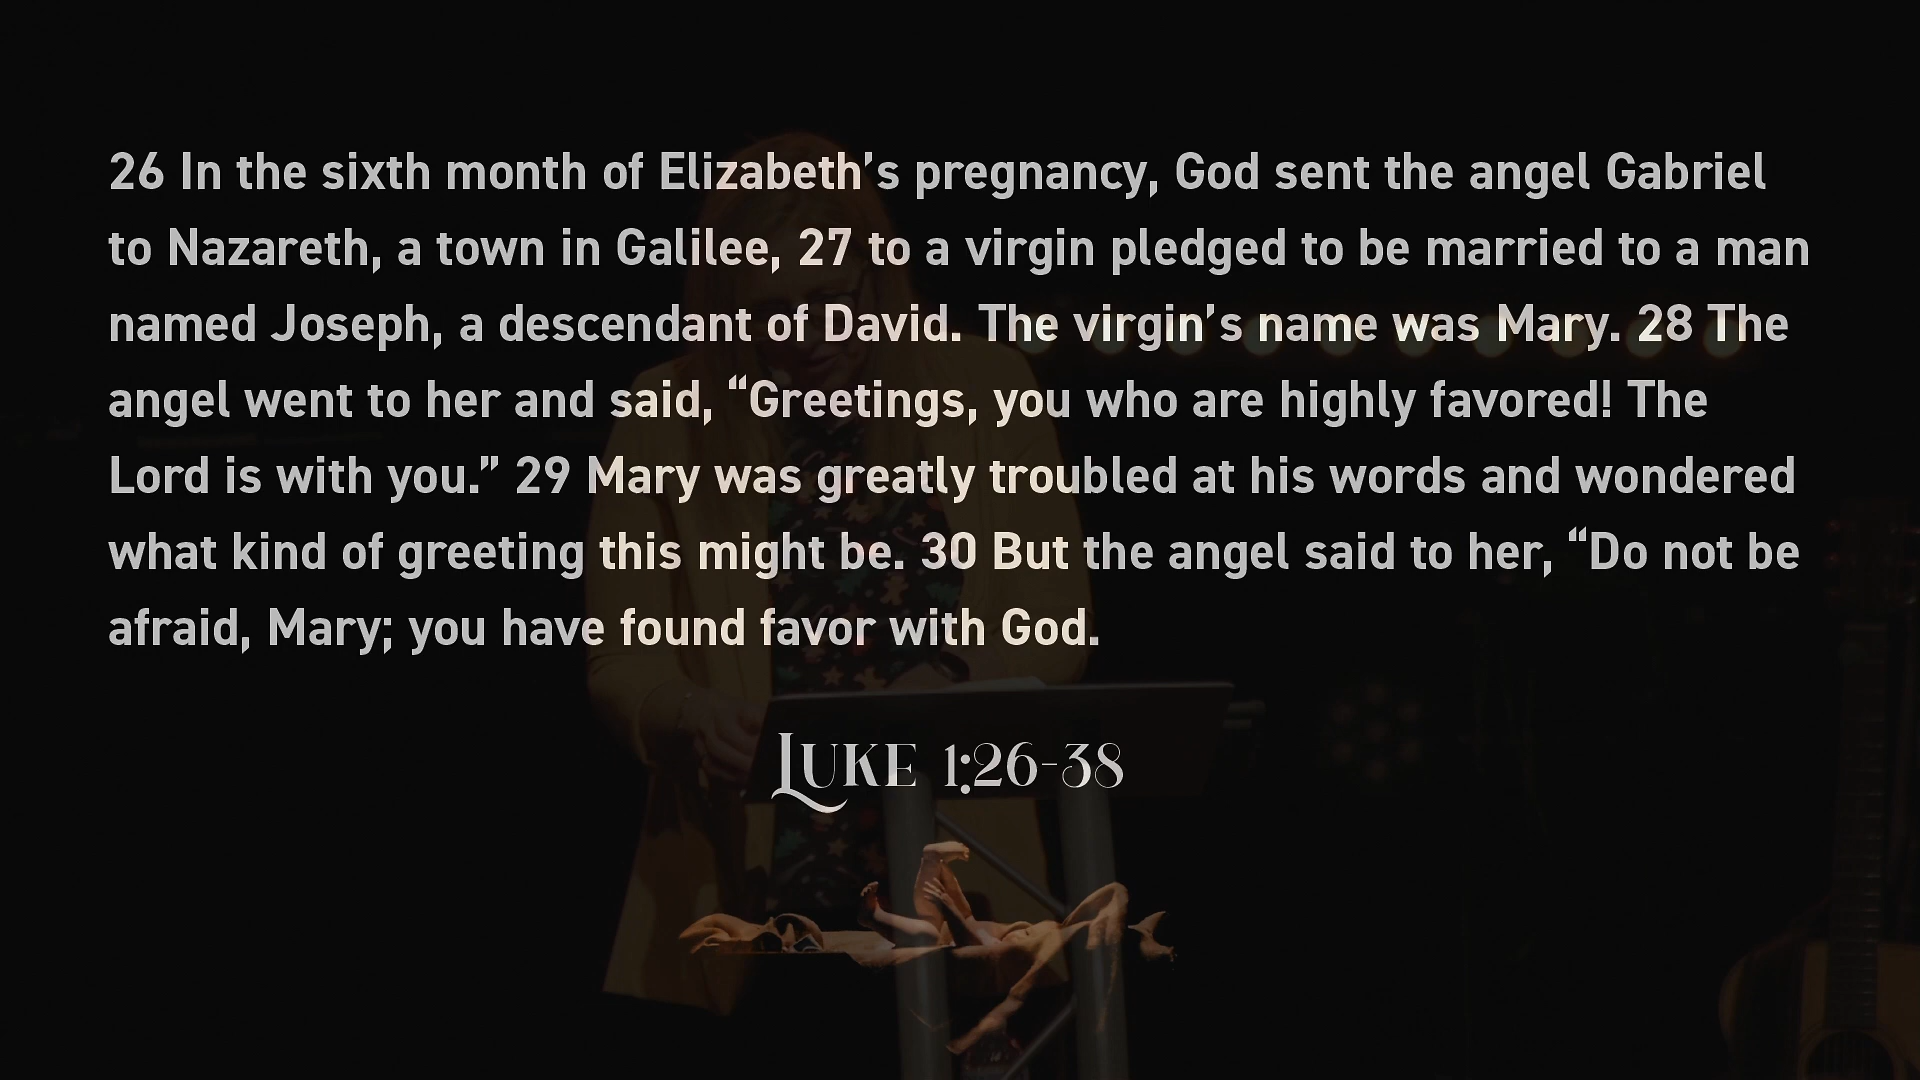 26 In the sixth month of Elizabeth’s pregnancy, God sent the angel Gabriel
to Nazareth, a town in Galilee, 27 to a virgin pledged to be married to a man
named Joseph, a descendant of David. The virgin’s name was Mary. 28 The
angel went to her and said, “Greetings, you who are highly favored! The
Lord is with you.” 29 Mary was greatly troubled at his words and wondered
what kind of greeting this might be. 30 But the angel said to her, “Do not be
afraid, Mary; you have found favor with God.
Luke 1:26-38